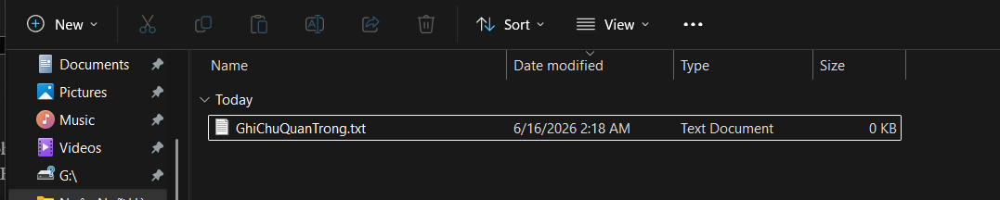 New
Sort
View
Documents
Pictures
Music
Videos
G:\
Name
Date modified
Type
Size
Today
GhiChuQuanTrong.txt
6/16/2026 2:18 AM
Text Document
0 KB